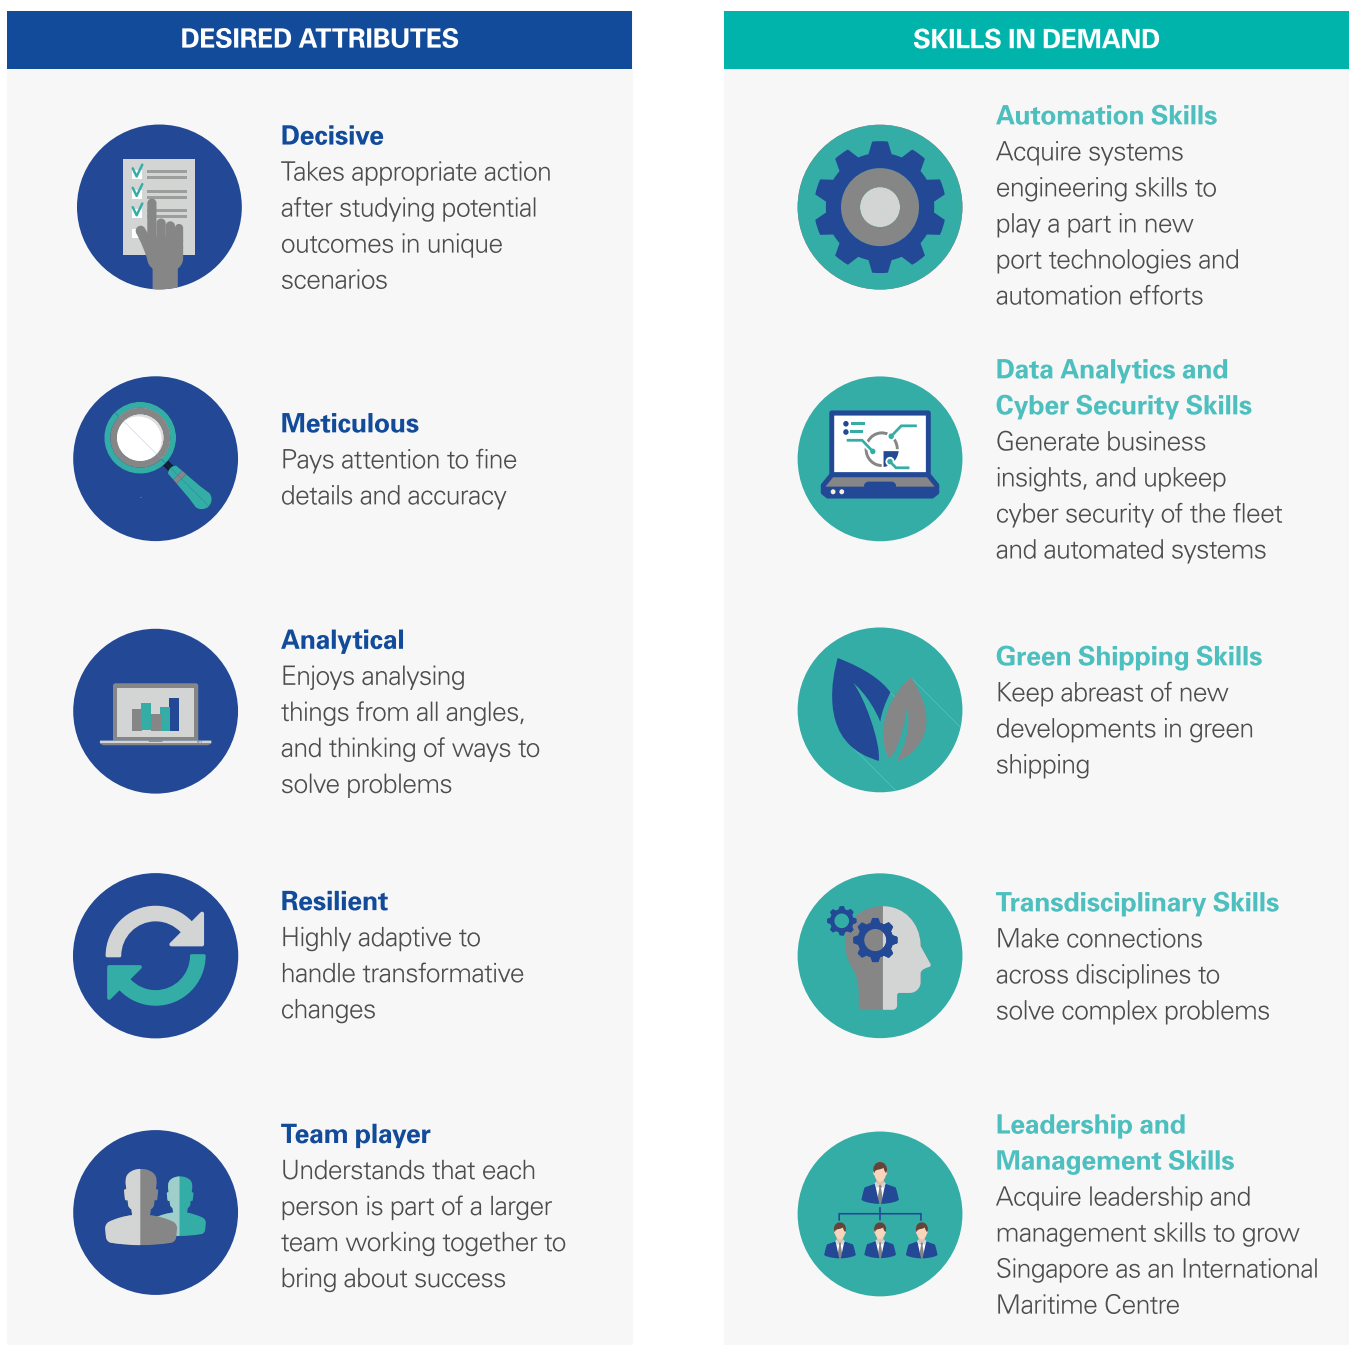 DESIRED ATTRIBUTES
Decisive
Takes appropriate action
after studying potential
outcomes in unique
scenarios
Meticulous
Pays attention to fine
details and accuracy
Analytical
Enjoys analysing
things from all angles,
and thinking of ways to
solve problems
Resilient
Highly adaptive to
handle transformative
changes
Team player
Understands that each
person is part of a larger
team working together to
bring about success
SKILLS IN DEMAND
Automation Skills
Acquire systems
engineering skills to
play a part in new
port technologies and
automation efforts
Data Analytics and
Cyber Security Skills
Generate business
insights, and upkeep
cyber security of the fleet
and automated systems
Green Shipping Skills
Keep abreast of new
developments in green
shipping
Transdisciplinary Skills
Make connections
across disciplines to
solve complex problems
Leadership and
Management Skills
Acquire leadership and
management skills to grow
Singapore as an International
Maritime Centre